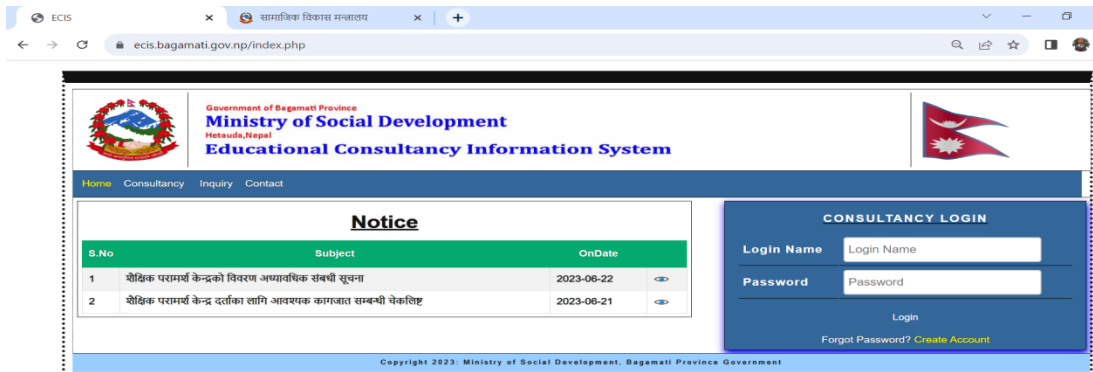 ECIS
सामाजिक विकास मन्त्रालय
ecis.bagamati.gov.np/index.php
Government of Bagamati Province
Ministry of Social Development
Hetauda,Nepal
Educational Consultancy Information System
Home Consultancy Inquiry Contact
Notice
S.No Subject OnDate
1 शैक्षिक परामर्श केन्द्रको विवरण अध्यावधिक संबधी सूचना 2023-06-22
2 शैक्षिक परामर्श केन्द्र दर्ताका लागि आवश्यक कागजात सम्बन्धी चेकलिष्ट 2023-06-21
CONSULTANCY LOGIN
Login Name Login Name
Password Password
Login
Forgot Password? Create Account
Copyright 2023: Ministry of Social Development, Bagamati Province Government